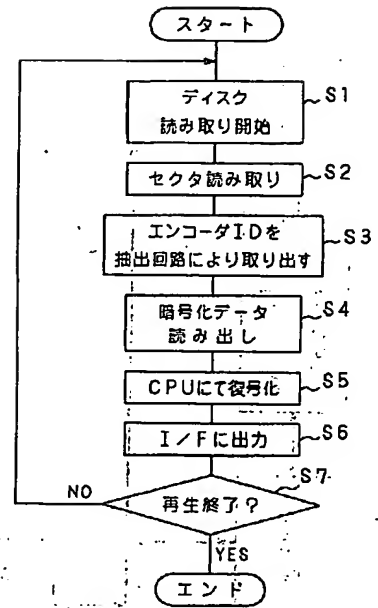 スタート
ディスク
読み取り開始
S1
セクタ読み取り
S2
エンコーダIDを
抽出回路により取り出す
S3
暗号化データ
読み出し
S4
CPUにて復号化
S5
I/Fに出力
S6
再生終了?
S7
NO
YES
エンド